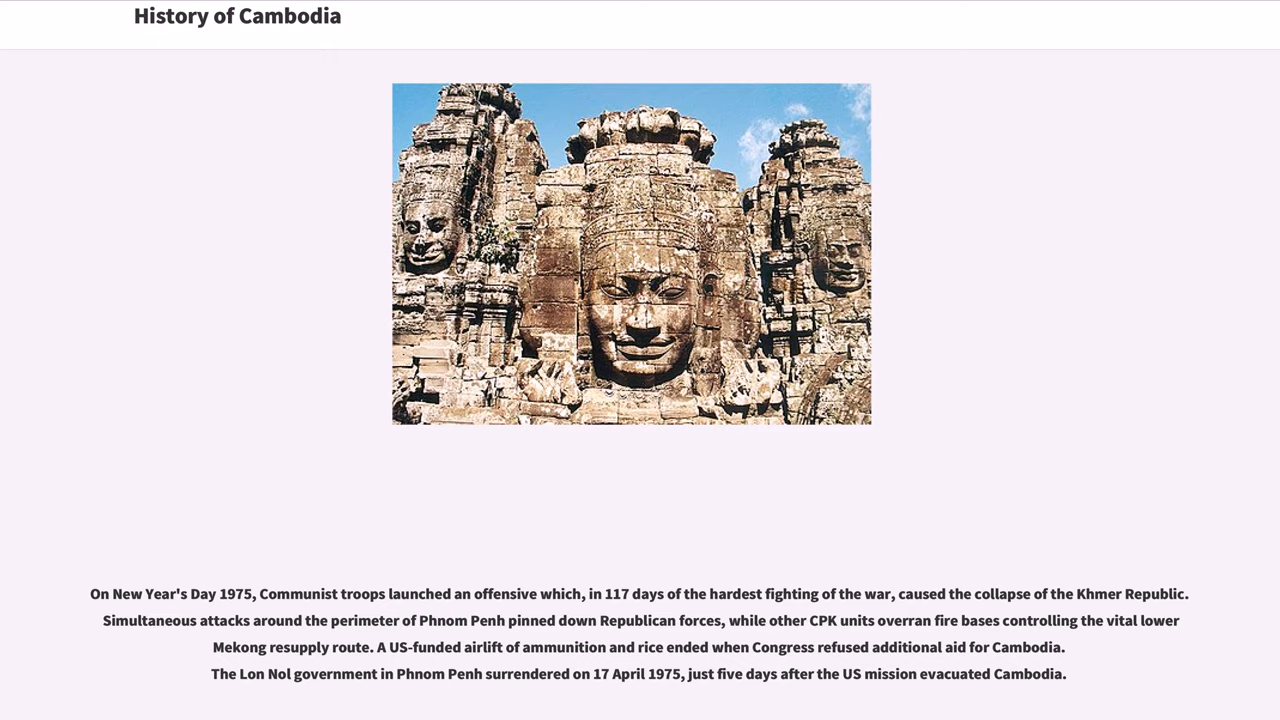 History of Cambodia
On New Year's Day 1975, Communist troops launched an offensive which, in 117 days of the hardest fighting of the war, caused the collapse of the Khmer Republic.
Simultaneous attacks around the perimeter of Phnom Penh pinned down Republican forces, while other CPK units overran fire bases controlling the vital lower
Mekong resupply route. A US-funded airlift of ammunition and rice ended when Congress refused additional aid for Cambodia.
The Lon Nol government in Phnom Penh surrendered on 17 April 1975, just five days after the US mission evacuated Cambodia.